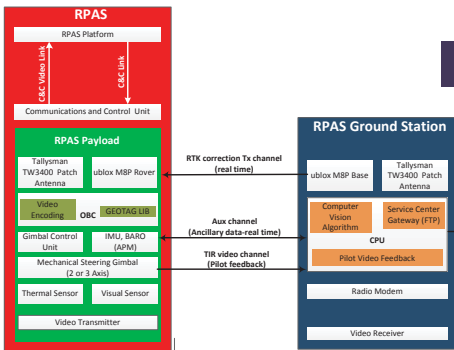 RPAS
RPAS Platform
C&C Video Link
C&C Link
Communications and Control Unit
RPAS Payload
Tallysman
TW3400 Patch
Antenna
ublox M8P Rover
Video
Encoding
OBC
GEOTAG LIB
Gimbal Control
Unit
IMU, BARO
(APM)
Mechanical Steering Gimbal
(2 or 3 Axis)
Thermal Sensor
Visual Sensor
Video Transmitter
RTK correction Tx channel
(real time)
Aux channel
(Ancillary data-real time)
TIR video channel
(Pilot feedback)
RPAS Ground Station
ublox M8P Base
Tallysman
TW3400 Patch
Antenna
Computer
Vision
Algorithm
Service Center
Gateway (FTP)
CPU
Pilot Video Feedback
Radio Modem
Video Receiver